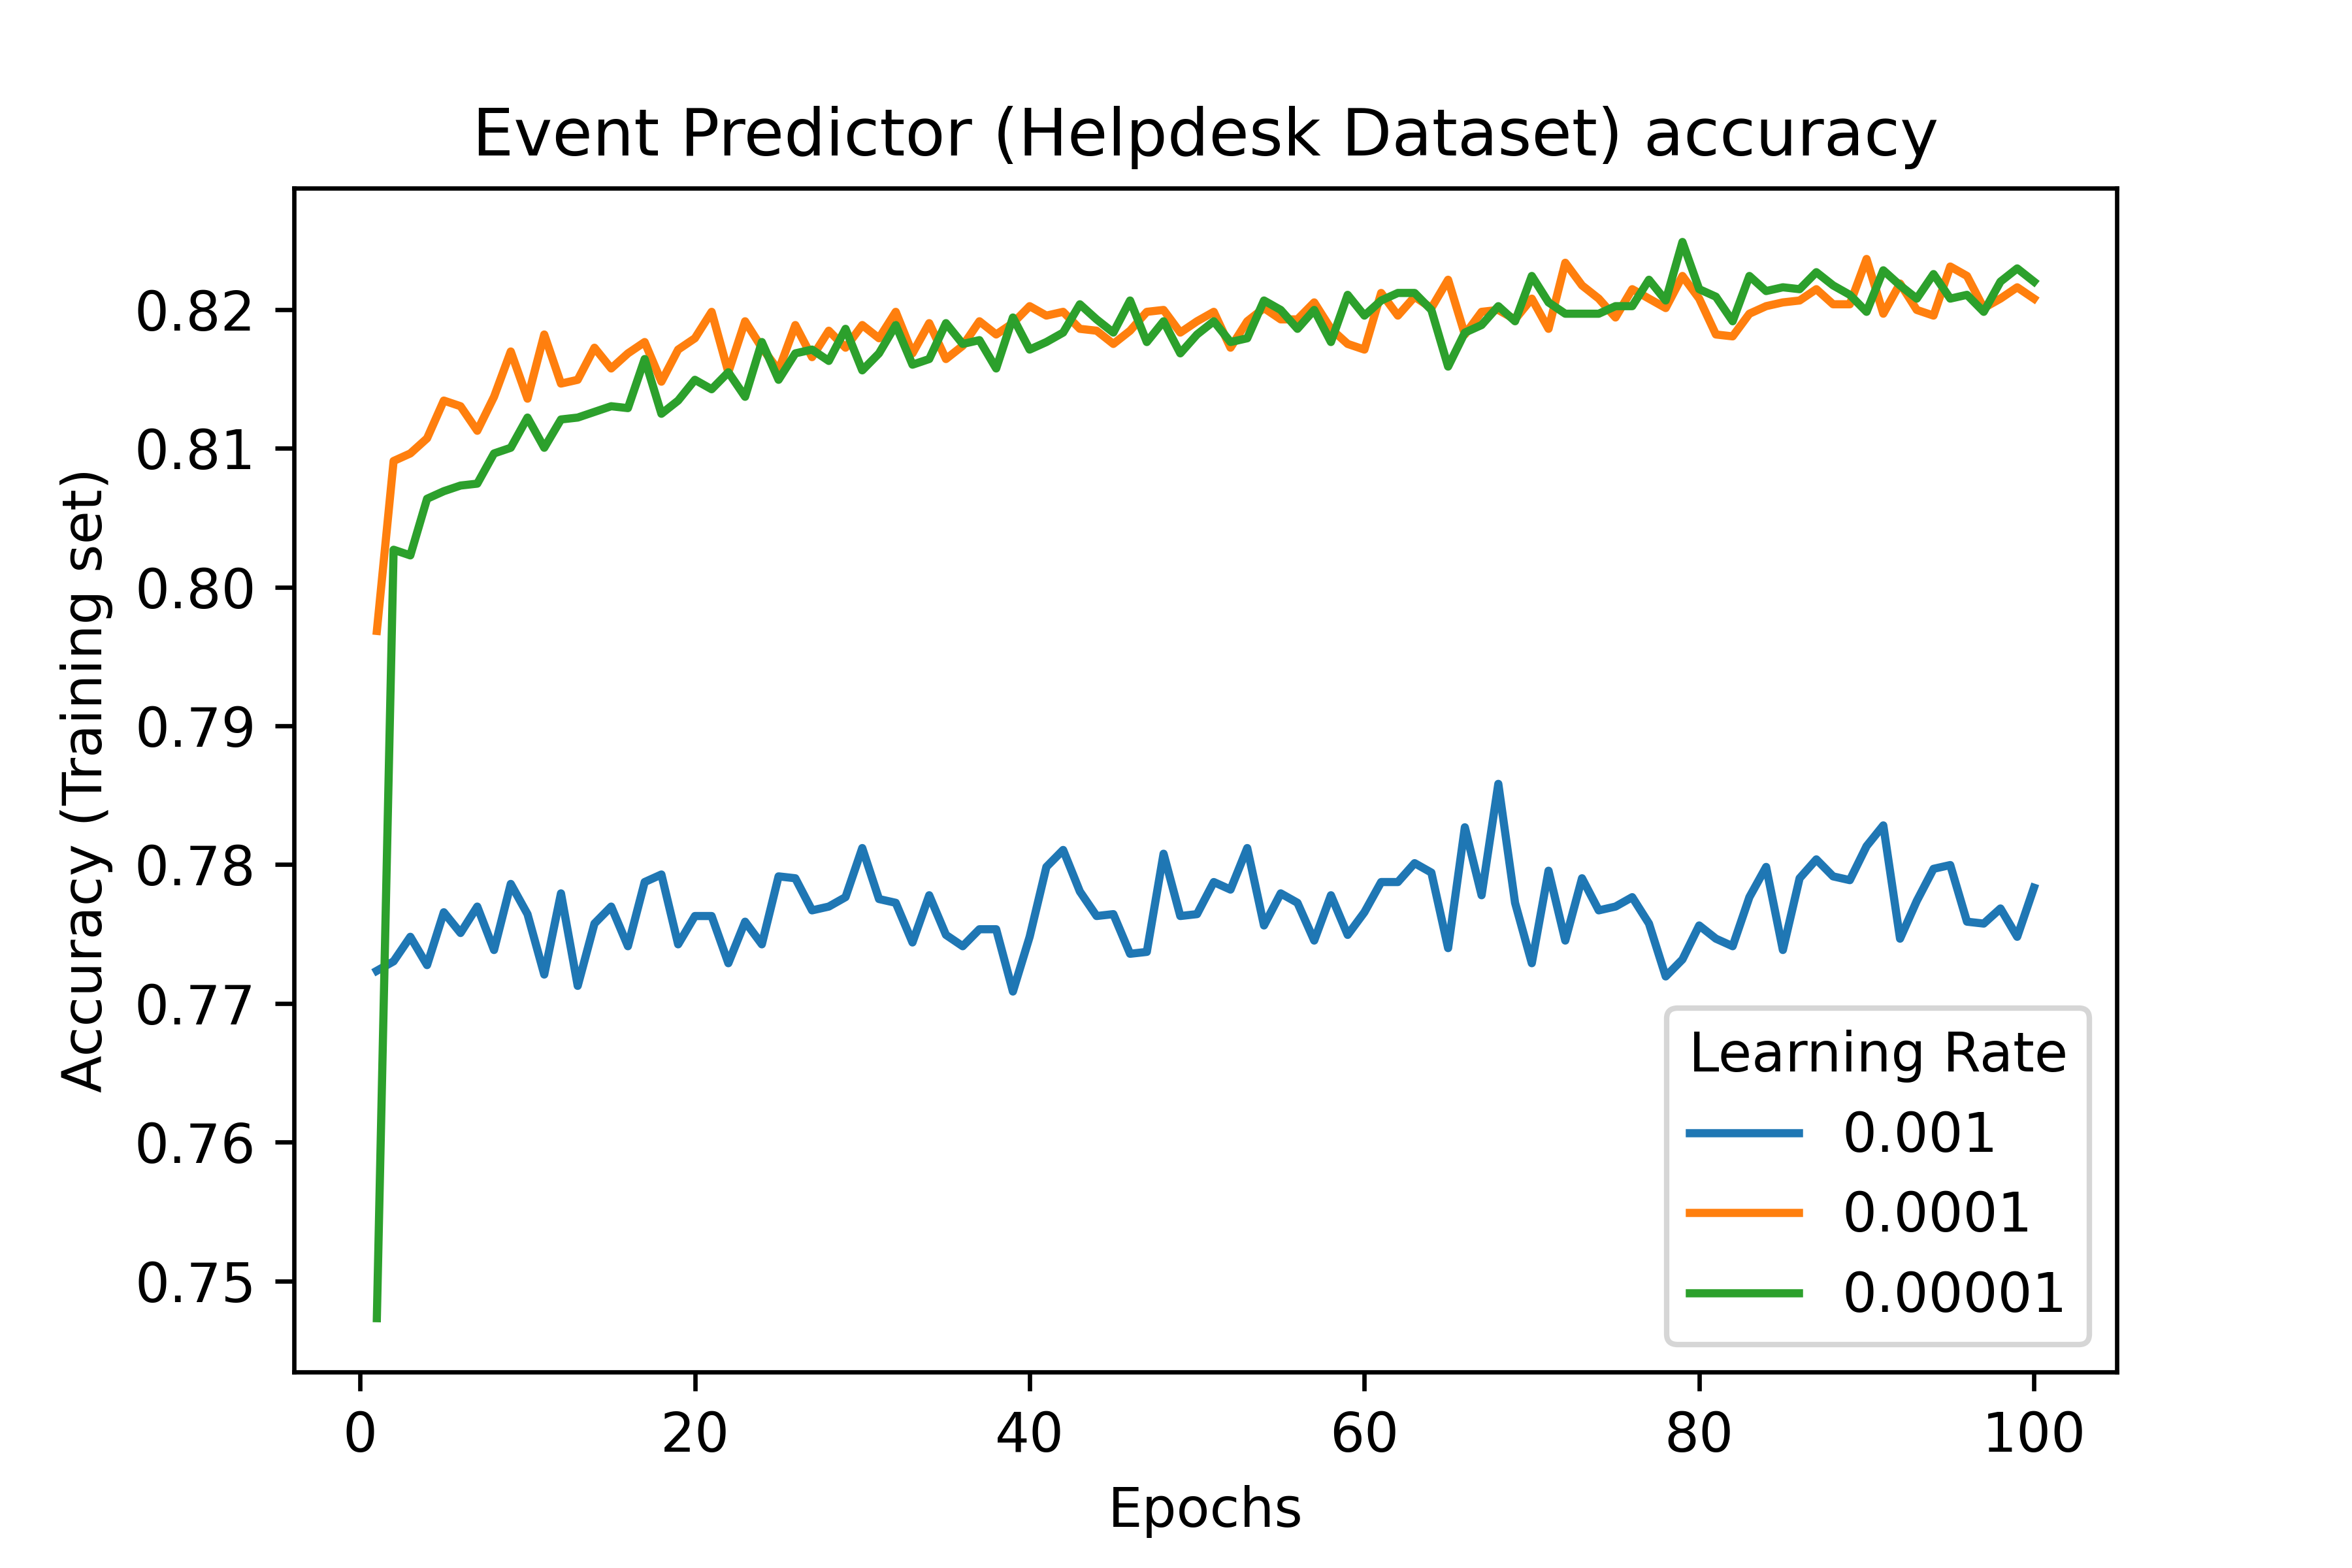 Event Predictor (Helpdesk Dataset) accuracy
Accuracy (Training set)
0.82
0.81
0.80
0.79
0.78
0.77
0.76
0.75
0 20 40 60 80 100
Epochs
Learning Rate
0.001
0.0001
0.00001